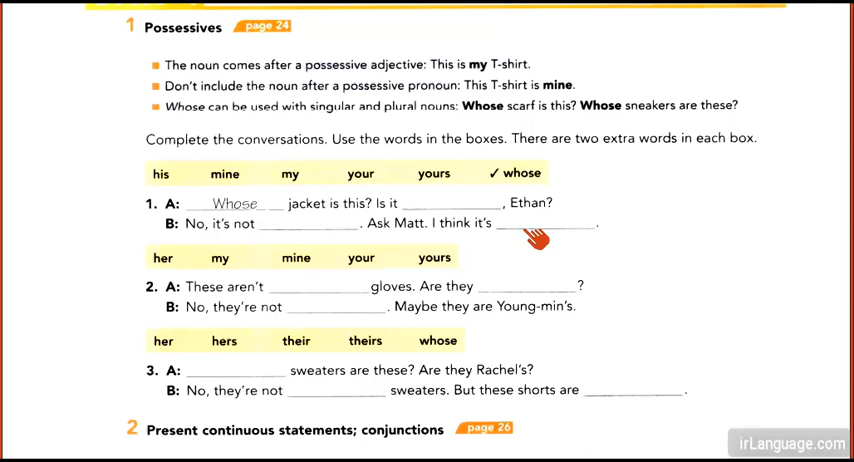 1 Possessives page 24
■ The noun comes after a possessive adjective: This is my T-shirt.
■ Don't include the noun after a possessive pronoun: This T-shirt is mine.
■ Whose can be used with singular and plural nouns: Whose scarf is this? Whose sneakers are these?
Complete the conversations. Use the words in the boxes. There are two extra words in each box.
his mine my your yours ✓ whose
1. A: ___Whose___ jacket is this? Is it ____________, Ethan?
B: No, it's not ____________. Ask Matt. I think it's ____________.
her my mine your yours
2. A: These aren't ____________ gloves. Are they ____________?
B: No, they're not ____________. Maybe they are Young-min's.
her hers their theirs whose
3. A: ____________ sweaters are these? Are they Rachel's?
B: No, they're not ____________ sweaters. But these shorts are ____________.
2 Present continuous statements; conjunctions page 26
irLanguage.com